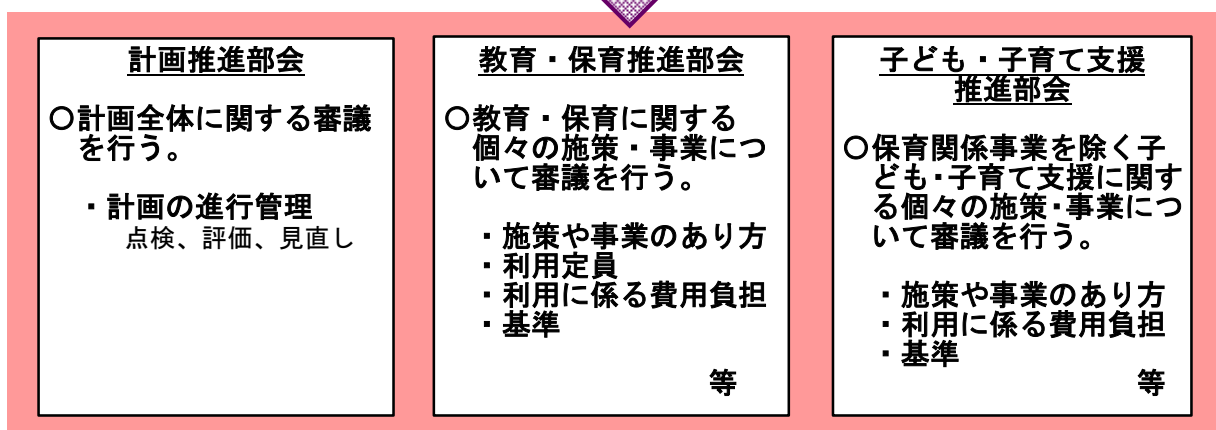 計画推進部会
〇計画全体に関する審議
を行う。
・計画の進行管理
点検、評価、見直し
教育・保育推進部会
〇教育・保育に関する
個々の施策・事業につ
いて審議を行う。
・施策や事業のあり方
・利用定員
・利用に係る費用負担
・基準
等
子ども・子育て支援
推進部会
〇保育関係事業を除く子
ども・子育て支援に関す
る個々の施策・事業につ
いて審議を行う。
・施策や事業のあり方
・利用に係る費用負担
・基準
等